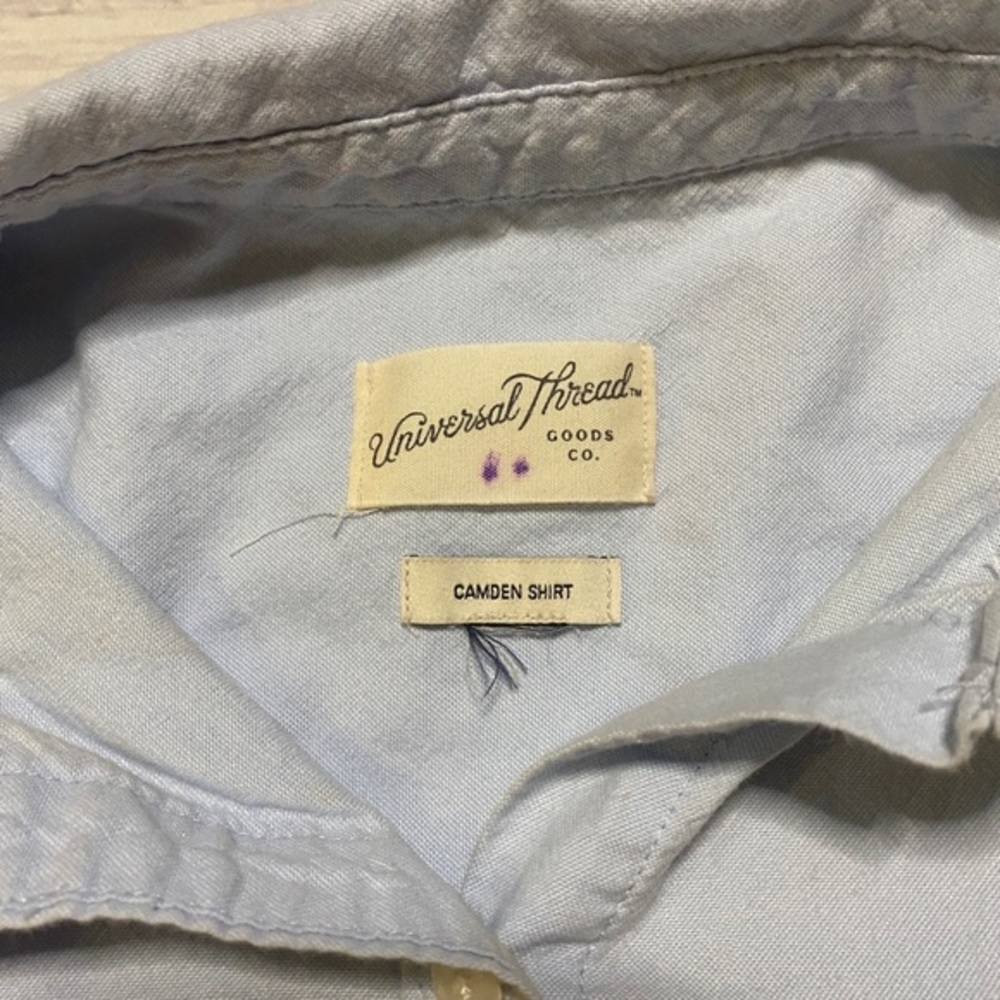 Universal Thread™
GOODS
CO.
CAMDEN SHIRT